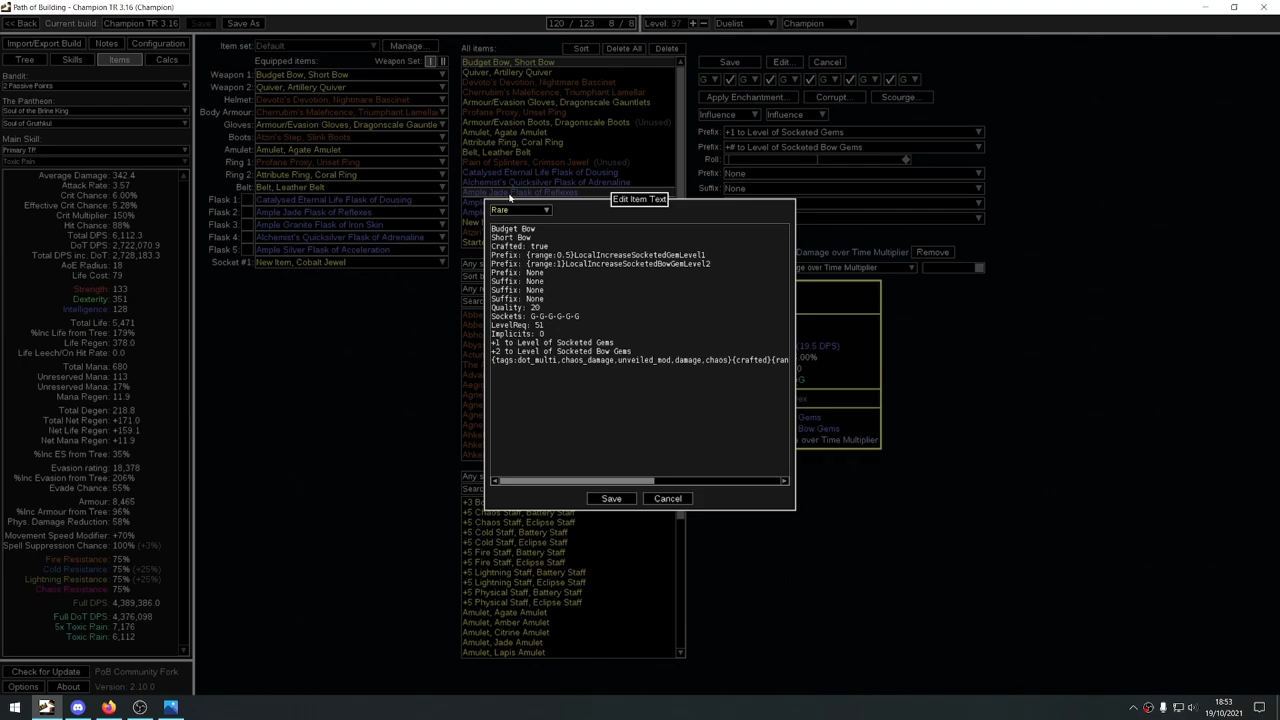 Path of Building - Champion TR 3.16 (Champion)
<< Back
Current build:
Champion TR 3.16
Save
Save As
120 / 123
8 / 8
Level: 97
Duelist
Champion
Import/Export Build
Notes
Configuration
Tree
Skills
Items
Calcs
Bandit:
2 Passive Points
The Pantheon:
Soul of the Brine King
Soul of Gruthkul
Main Skill:
Primary TR
Toxic Rain
Average Damage: 342.4
Attack Rate: 3.57
Crit Chance: 6.00%
Effective Crit Chance: 5.28%
Crit Multiplier: 150%
Hit Chance: 88%
Total DPS: 6,112.3
DoT DPS: 2,722,070.9
Total DPS inc. DoT: 2,728,183.3
AoE Radius: 18
Life Cost: 72
Strength: 133
Dexterity: 351
Intelligence: 128
Total Life: 5,471
%Inc Life from Tree: 179%
Life Regen: 378.0
Life Leech/On Hit Rate: 0.0
Total Mana: 680
Unreserved Mana: 113
Unreserved Mana: 17%
Mana Regen: 11.9
Total Degen: 218.8
Total Net Regen: +171.0
Net Life Regen: +159.1
Net Mana Regen: +11.9
%Inc ES from Tree: 35%
Evasion rating: 18,378
%Inc Evasion from Tree: 206%
Evade Chance: 55%
Armour: 8,465
%Inc Armour from Tree: 96%
Phys. Damage Reduction: 58%
Movement Speed Modifier: +70%
Spell Suppression Chance: 100% (+3%)
Fire Resistance: 75%
Cold Resistance: 75% (+25%)
Lightning Resistance: 75% (+25%)
Chaos Resistance: 75%
Full DPS: 4,389,386.0
Full DoT DPS: 4,376,098
5x Toxic Rain: 7,176
Toxic Rain: 6,112
Check for Update
PoB Community Fork
Options
About
Version: 2.10.0
Item set:
Default
Manage...
Equipped items:
Weapon Set:
I
II
Weapon 1:
Budget Bow, Short Bow
Weapon 2:
Quiver, Artillery Quiver
Helmet:
Devoto's Devotion, Nightmare Bascinet
Body Armour:
Cherrubim's Maleficence, Triumphant Lamella
Gloves:
Armour/Evasion Gloves, Dragonscale Gauntle
Boots:
Atziri's Step, Slink Boots
Amulet:
Amulet, Agate Amulet
Ring 1:
Profane Proxy, Unset Ring
Ring 2:
Attribute Ring, Coral Ring
Belt:
Belt, Leather Belt
Flask 1:
Catalysed Eternal Life Flask of Dousing
Flask 2:
Ample Jade Flask of Reflexes
Flask 3:
Ample Granite Flask of Iron Skin
Flask 4:
Alchemist's Quicksilver Flask of Adrenaline
Flask 5:
Ample Silver Flask of Acceleration
Socket #1:
New Item, Cobalt Jewel
All items:
Sort
Delete All
Delete
Budget Bow, Short Bow
Quiver, Artillery Quiver
Devoto's Devotion, Nightmare Bascinet
Cherrubim's Maleficence, Triumphant Lamellar
Armour/Evasion Gloves, Dragonscale Gauntlets
Profane Proxy, Unset Ring
Armour/Evasion Boots, Dragonscale Boots (Unused)
Amulet, Agate Amulet
Attribute Ring, Coral Ring
Belt, Leather Belt
Rain of Splinters, Crimson Jewel (Unused)
Catalysed Eternal Life Flask of Dousing
Alchemist's Quicksilver Flask of Adrenaline
Ample Jade Flask of Reflexes
Edit Item Text
Rare
Budget Bow
Short Bow
Crafted: true
Prefix: {range:0.5}LocalIncreaseSocketedGemLevel1
Prefix: {range:1}LocalIncreaseSocketedBowGemLevel2
Prefix: None
Suffix: None
Suffix: None
Suffix: None
Quality: 20
Sockets: G-G-G-G-G-G
LevelReq: 51
Implicits: 0
+1 to Level of Socketed Gems
+2 to Level of Socketed Bow Gems
{tags:dot_multi,chaos_damage,unveiled_mod,damage,chaos}{crafted}{ran
Save
Cancel
+5 Chaos Staff, Battery Staff
+5 Chaos Staff, Eclipse Staff
+5 Cold Staff, Battery Staff
+5 Cold Staff, Eclipse Staff
+5 Fire Staff, Battery Staff
+5 Fire Staff, Eclipse Staff
+5 Lightning Staff, Battery Staff
+5 Lightning Staff, Eclipse Staff
+5 Physical Staff, Battery Staff
+5 Physical Staff, Eclipse Staff
Amulet, Agate Amulet
Amulet, Amber Amulet
Amulet, Citrine Amulet
Amulet, Jade Amulet
Amulet, Lapis Amulet
Save
Edit...
Cancel
G
G
G
G
G
G
Apply Enchantment...
Corrupt...
Scourge...
Influence
Influence
Prefix:
+1 to Level of Socketed Gems
Prefix:
+# to Level of Socketed Bow Gems
Roll:
Prefix:
None
Suffix:
None
Damage over Time Multiplier
Remove
ge over Time Multiplier
(19.5 DPS)
Gems
Bow Gems
over Time Multiplier
18:53
19/10/2021